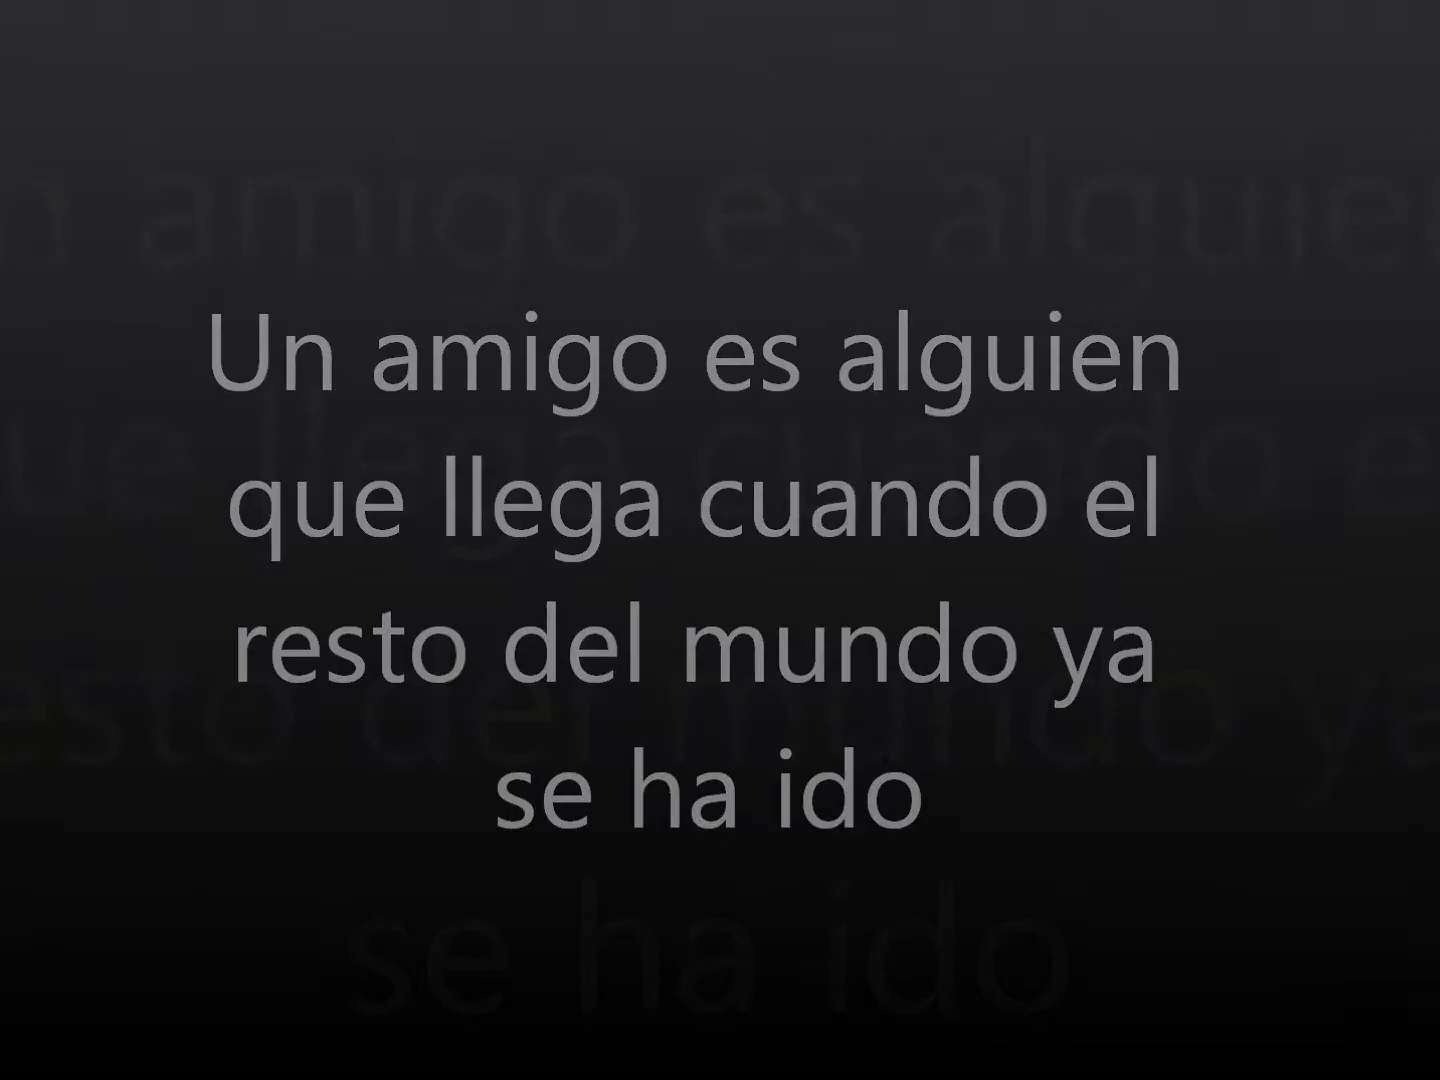 Un amigo es alguien
que llega cuando el
resto del mundo ya
se ha ido